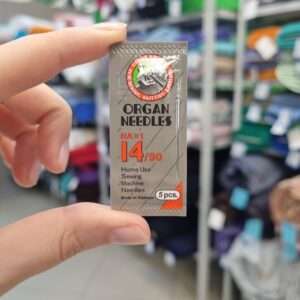 ORGAN
NEEDLES
HA×1
14/90
Home Use
Sewing
Machine
Needles
5 pcs.